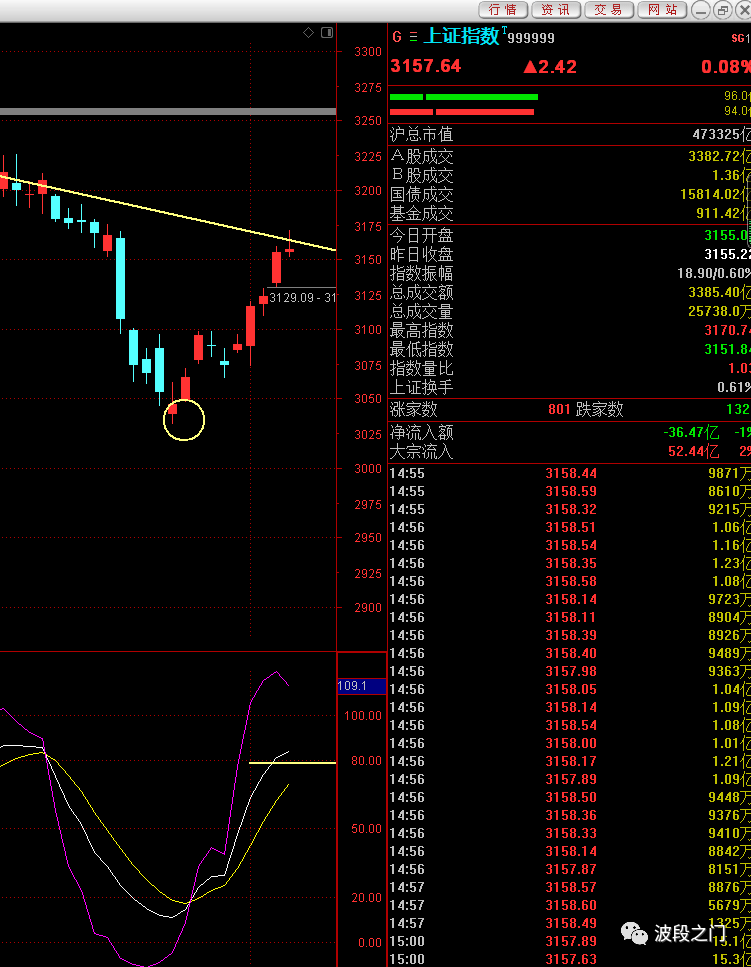 行情 资讯 交易 网站
G 上证指数 T 999999 SG1
3157.64 ▲2.42 0.08%
96.0
94.0
沪总市值 473325亿
A股成交 3382.72亿
B股成交 1.36亿
国债成交 15814.02亿
基金成交 911.42亿
今日开盘 3155.0
昨日收盘 3155.22
指数振幅 18.90/0.60%
总成交额 3385.40亿
总成交量 25738.0万
最高指数 3170.74
最低指数 3151.84
指数量比 1.03
上证换手 0.61%
涨家数 801 跌家数 132
净流入额 -36.47亿 -1%
大宗流入 52.44亿 2%
14:55 3158.44 9871万
14:55 3158.59 8610万
14:55 3158.32 9215万
14:56 3158.51 1.06亿
14:56 3158.54 1.16亿
14:56 3158.35 1.23亿
14:56 3158.58 1.08亿
14:56 3158.14 9723万
14:56 3158.11 8904万
14:56 3158.39 8926万
14:56 3158.40 9489万
14:56 3157.98 9363万
14:56 3158.05 1.04亿
14:56 3158.14 1.09亿
14:56 3158.54 1.08亿
14:56 3158.00 1.01亿
14:56 3158.17 1.21亿
14:56 3157.89 1.09亿
14:56 3158.50 9448万
14:56 3158.36 9376万
14:56 3158.33 9410万
14:56 3158.14 8842万
14:56 3157.87 8151万
14:57 3158.57 8876万
14:57 3158.60 5679万
14:57 3158.49 1325万
15:00 3157.89 15.1亿
15:00 3157.63 15.3亿
3300
3275
3250
3225
3200
3175
3150
3125
3100
3075
3050
3025
3000
2975
2950
2925
2900
3129.09 - 31
109.1
100.00
80.00
50.00
20.00
0.00
波段之门